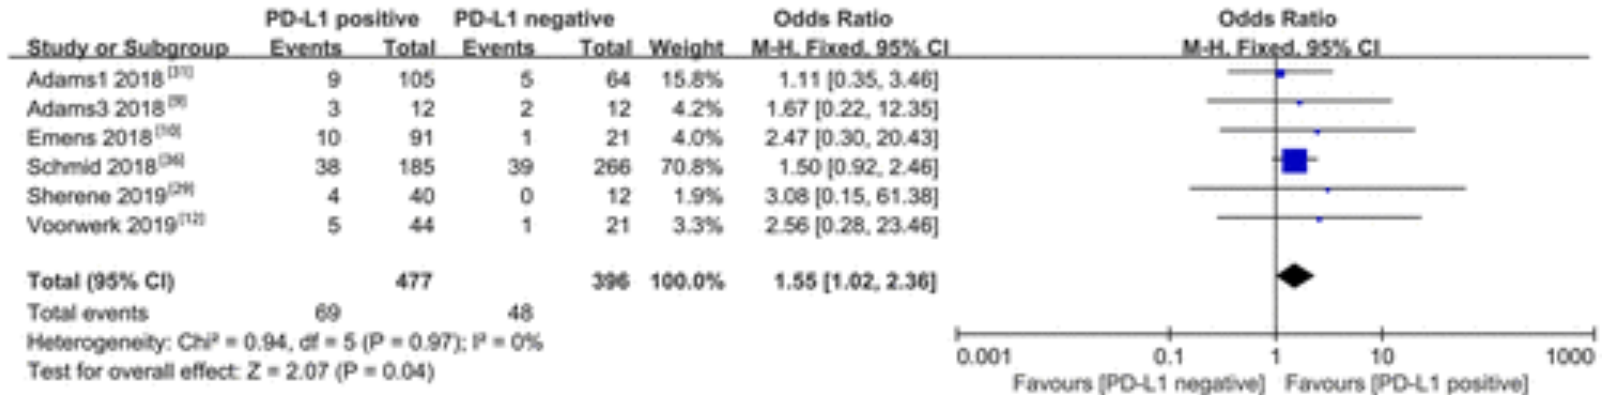 PD-L1 positive PD-L1 negative Odds Ratio Odds Ratio
Study or Subgroup Events Total Events Total Weight M-H, Fixed, 95% CI M-H, Fixed, 95% CI
Adams1 2018 [31] 9 105 5 64 15.8% 1.11 [0.35, 3.46]
Adams3 2018 [9] 3 12 2 12 4.2% 1.67 [0.22, 12.35]
Emens 2018 [10] 10 91 1 21 4.0% 2.47 [0.30, 20.43]
Schmid 2018 [36] 38 185 39 266 70.8% 1.50 [0.92, 2.46]
Sherene 2019 [29] 4 40 0 12 1.9% 3.08 [0.15, 61.38]
Voorwerk 2019 [12] 5 44 1 21 3.3% 2.56 [0.28, 23.46]
Total (95% CI) 477 396 100.0% 1.55 [1.02, 2.36]
Total events 69 48
Heterogeneity: Chi² = 0.94, df = 5 (P = 0.97); I² = 0%
Test for overall effect: Z = 2.07 (P = 0.04)
0.001 0.1 1 10 1000
Favours [PD-L1 negative] Favours [PD-L1 positive]